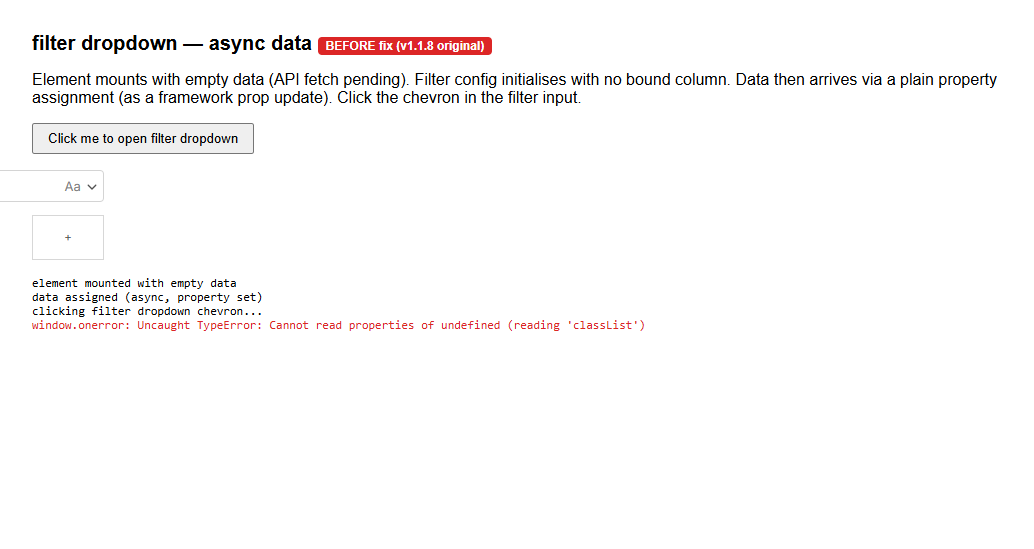 filter dropdown — async data BEFORE fix (v1.1.8 original)
Element mounts with empty data (API fetch pending). Filter config initialises with no bound column. Data then arrives via a plain property
assignment (as a framework prop update). Click the chevron in the filter input.
Click me to open filter dropdown
Aa
+
element mounted with empty data
data assigned (async, property set)
clicking filter dropdown chevron...
window.onerror: Uncaught TypeError: Cannot read properties of undefined (reading 'classList')